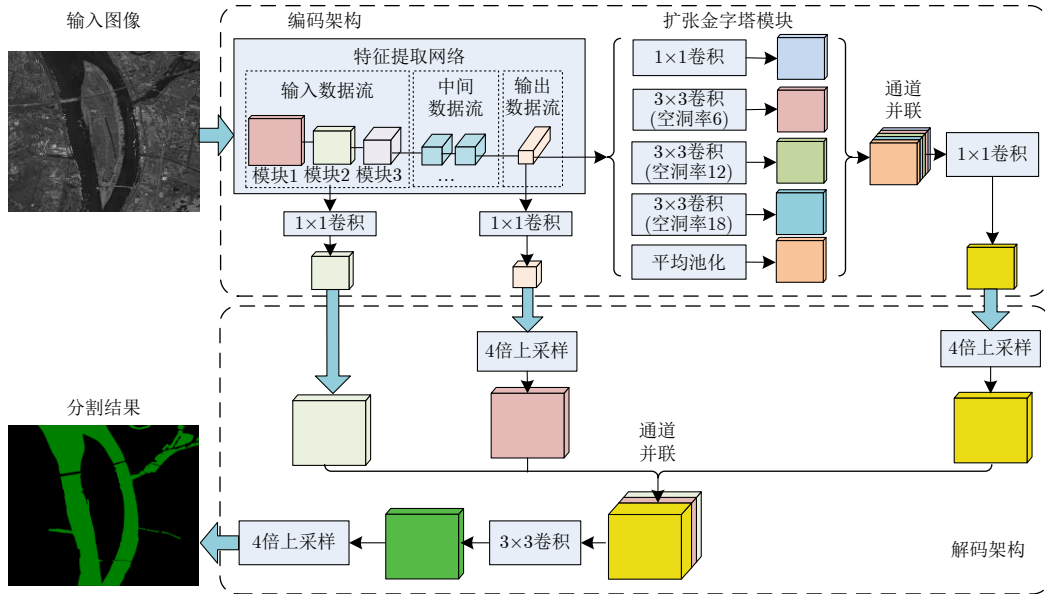 输入图像
编码架构
特征提取网络
输入数据流
中间
数据流
输出
数据流
模块1
模块2
模块3
...
1×1卷积
1×1卷积
扩张金字塔模块
1×1卷积
3×3卷积
(空洞率6)
3×3卷积
(空洞率12)
3×3卷积
(空洞率18)
平均池化
通道
并联
1×1卷积
4倍上采样
4倍上采样
分割结果
通道
并联
4倍上采样
3×3卷积
解码架构